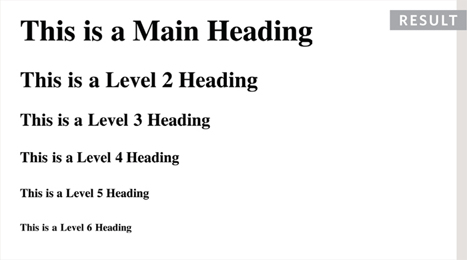 This is a Main Heading
RESULT
This is a Level 2 Heading
This is a Level 3 Heading
This is a Level 4 Heading
This is a Level 5 Heading
This is a Level 6 Heading